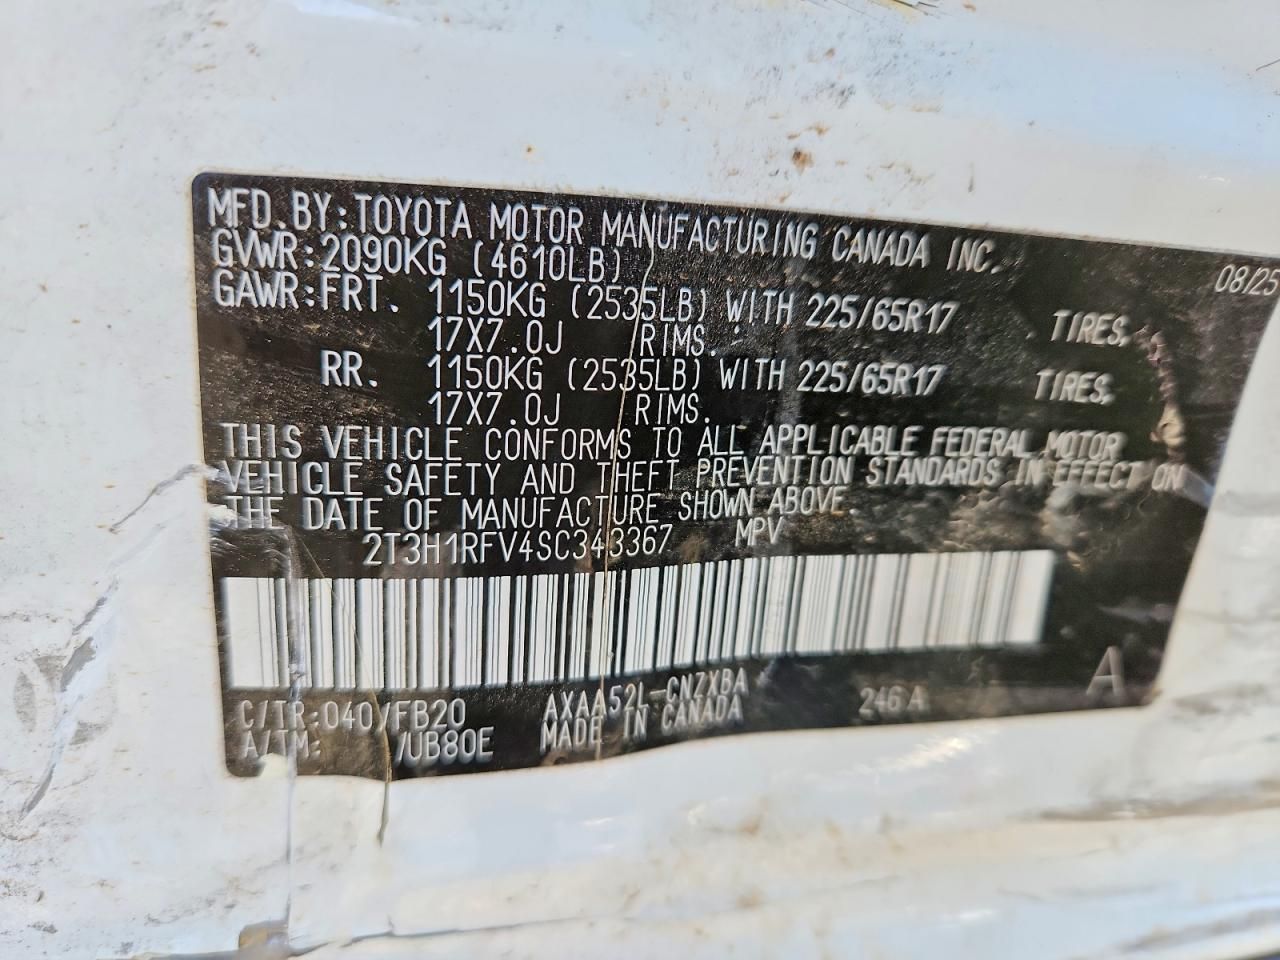 MFD.BY:TOYOTA MOTOR MANUFACTURING CANADA INC.
GVWR:2090KG (4610LB) 08/25
GAWR:FRT. 1150KG (2535LB) WITH 225/65R17 TIRES,
17X7.0J RIMS.
RR. 1150KG (2535LB) WITH 225/65R17 TIRES.
17X7.0J RIMS.
THIS VEHICLE CONFORMS TO ALL APPLICABLE FEDERAL MOTOR
VEHICLE SAFETY AND THEFT PREVENTION STANDARDS IN EFFECT ON
THE DATE OF MANUFACTURE SHOWN ABOVE.
2T3H1RFV4SC343367 MPV
C/TR:040/FB20 AXAA52L-CNZXBA 246A A
A/TM: /UB80E MADE IN CANADA